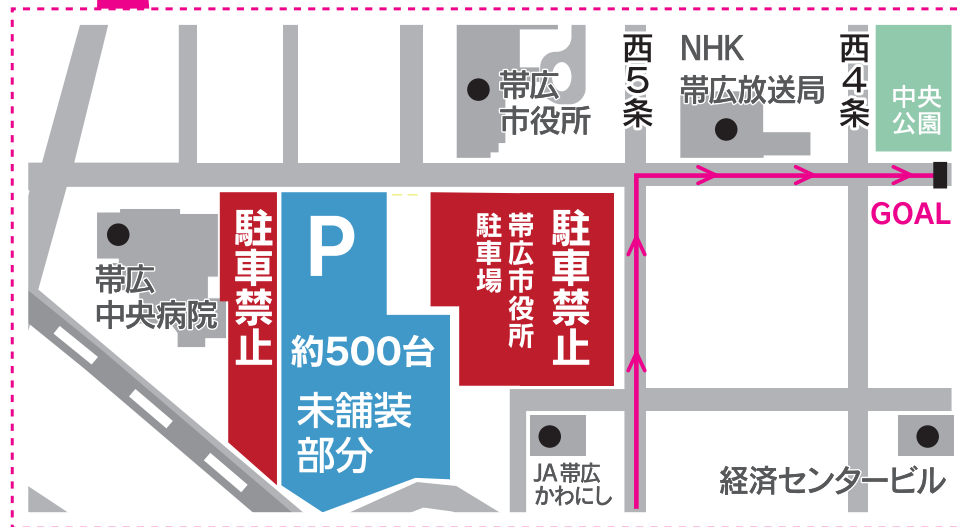 帯広
市役所
西5条
NHK
帯広放送局
西4条
中央
公園
GOAL
帯広
中央病院
駐車禁止
P
約500台
未舗装
部分
駐車禁止
帯広市役所
駐車場
JA帯広
かわにし
経済センタービル